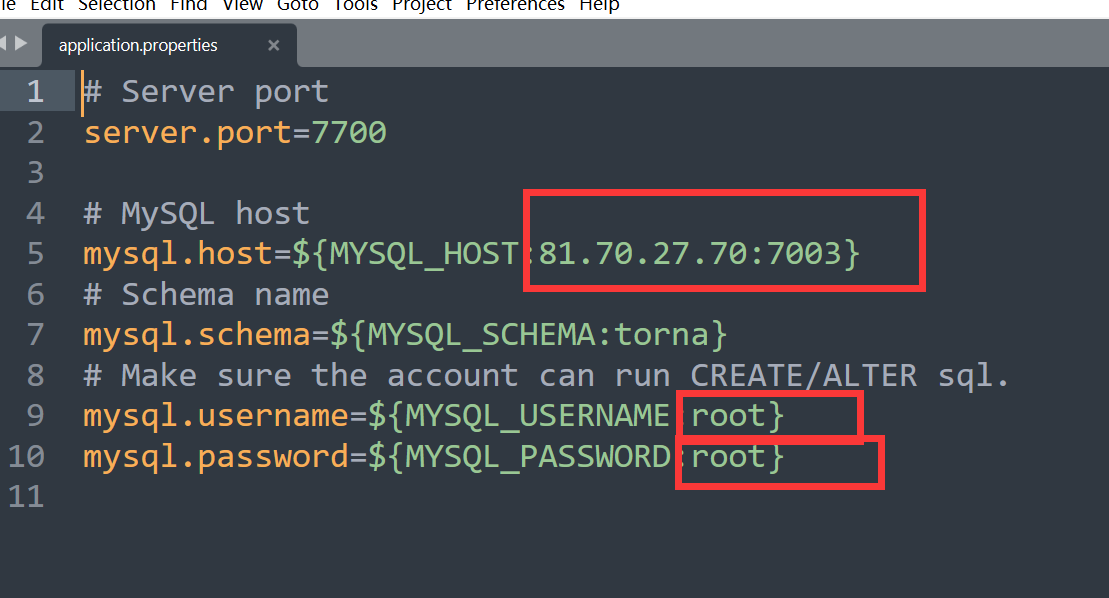 le Edit Selection Find View Goto Tools Project Preferences Help
application.properties ×
1 # Server port
2 server.port=7700
3
4 # MySQL host
5 mysql.host=${MYSQL_HOST:81.70.27.70:7003}
6 # Schema name
7 mysql.schema=${MYSQL_SCHEMA:torna}
8 # Make sure the account can run CREATE/ALTER sql.
9 mysql.username=${MYSQL_USERNAME:root}
10 mysql.password=${MYSQL_PASSWORD:root}
11